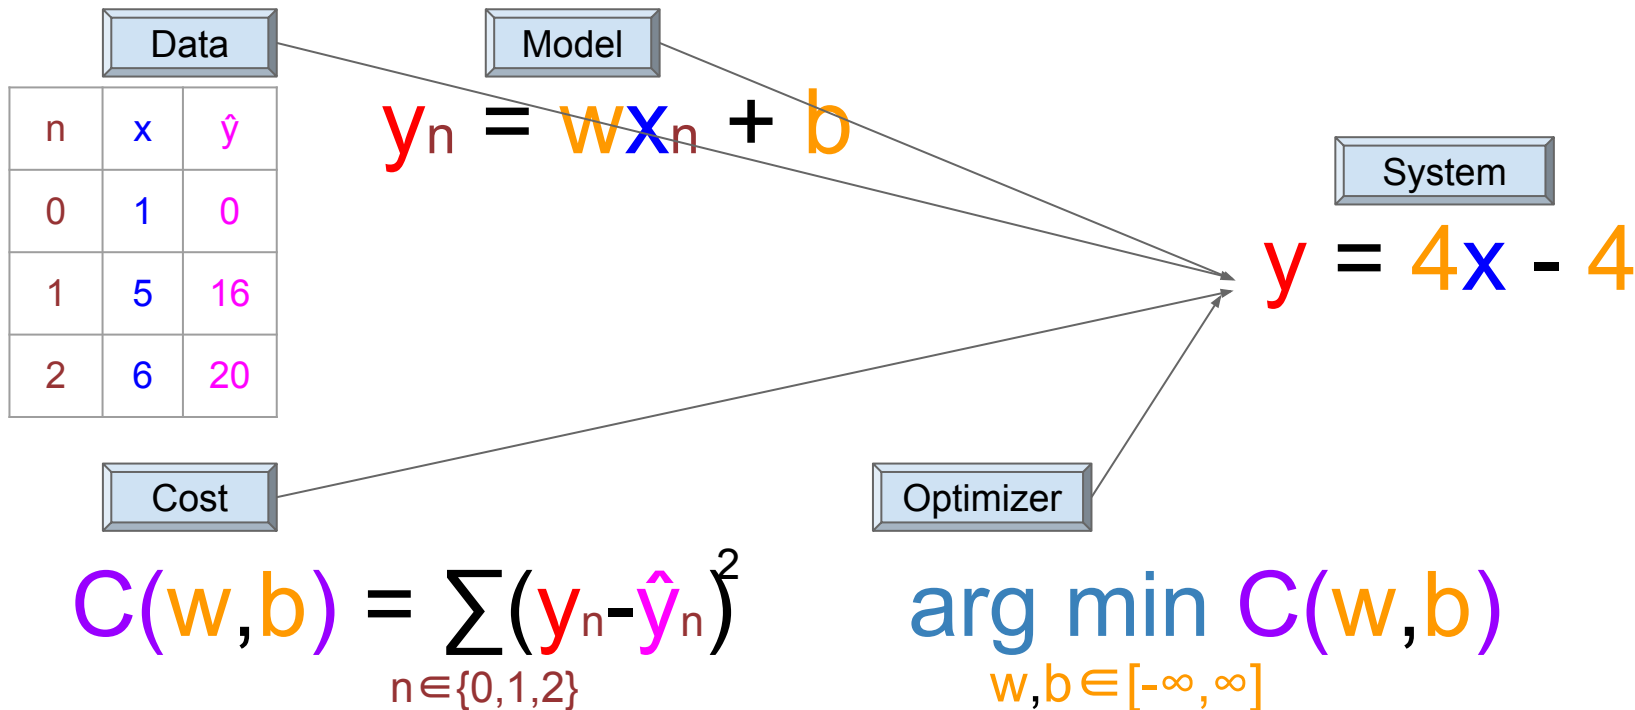 Data
n x ŷ
0 1 0
1 5 16
2 6 20
Model
yn = wxn + b
System
y = 4x - 4
Cost
C(w,b) = ∑(yn-ŷn)2
n∈{0,1,2}
Optimizer
arg min C(w,b)
w,b∈[-∞,∞]